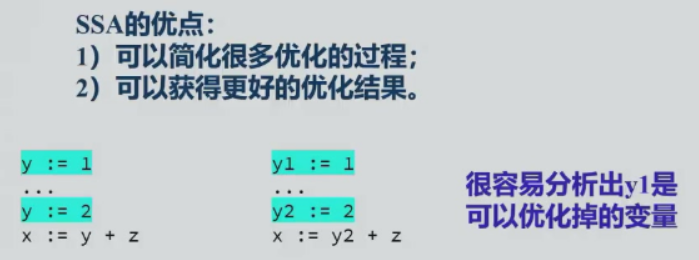 SSA的优点：
1）可以简化很多优化的过程；
2）可以获得更好的优化结果。
y := 1
...
y := 2
x := y + z
y1 := 1
...
y2 := 2
x := y2 + z
很容易分析出y1是
可以优化掉的变量